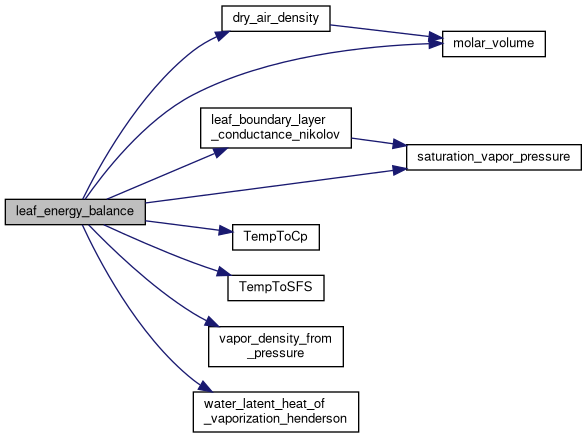 dry_air_density
molar_volume
leaf_boundary_layer
_conductance_nikolov
saturation_vapor_pressure
leaf_energy_balance
TempToCp
TempToSFS
vapor_density_from
_pressure
water_latent_heat_of
_vaporization_henderson